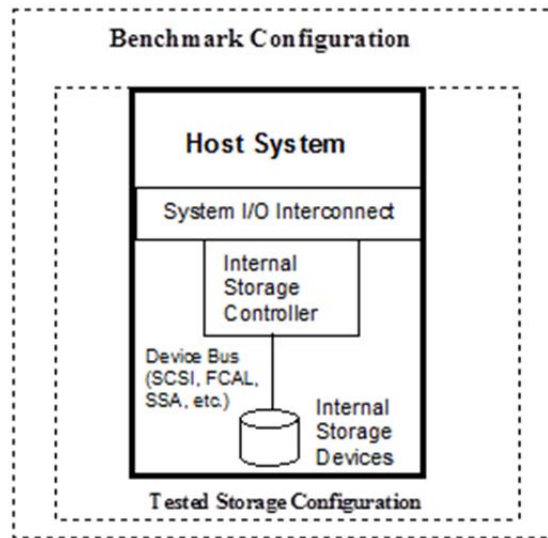 Benchmark Configuration
Host System
System I/O Interconnect
Internal
Storage
Controller
Device Bus
(SCSI, FCAL,
SSA, etc.)
Internal
Storage
Devices
Tested Storage Configuration